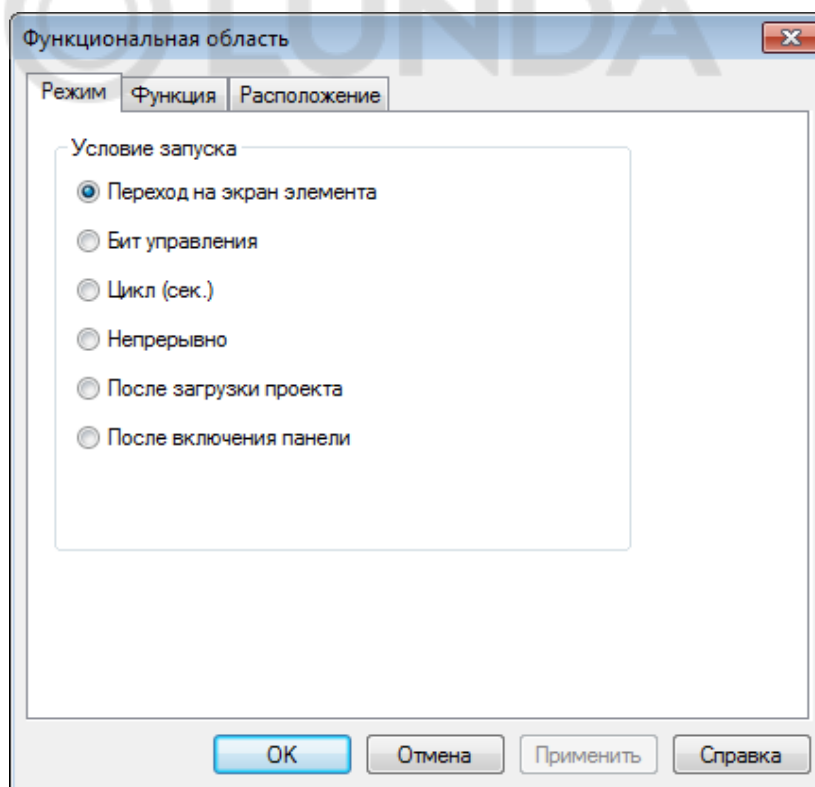 LUNDA
Функциональная область
Режим Функция Расположение
Условие запуска
Переход на экран элемента
Бит управления
Цикл (сек.)
Непрерывно
После загрузки проекта
После включения панели
OK Отмена Применить Справка